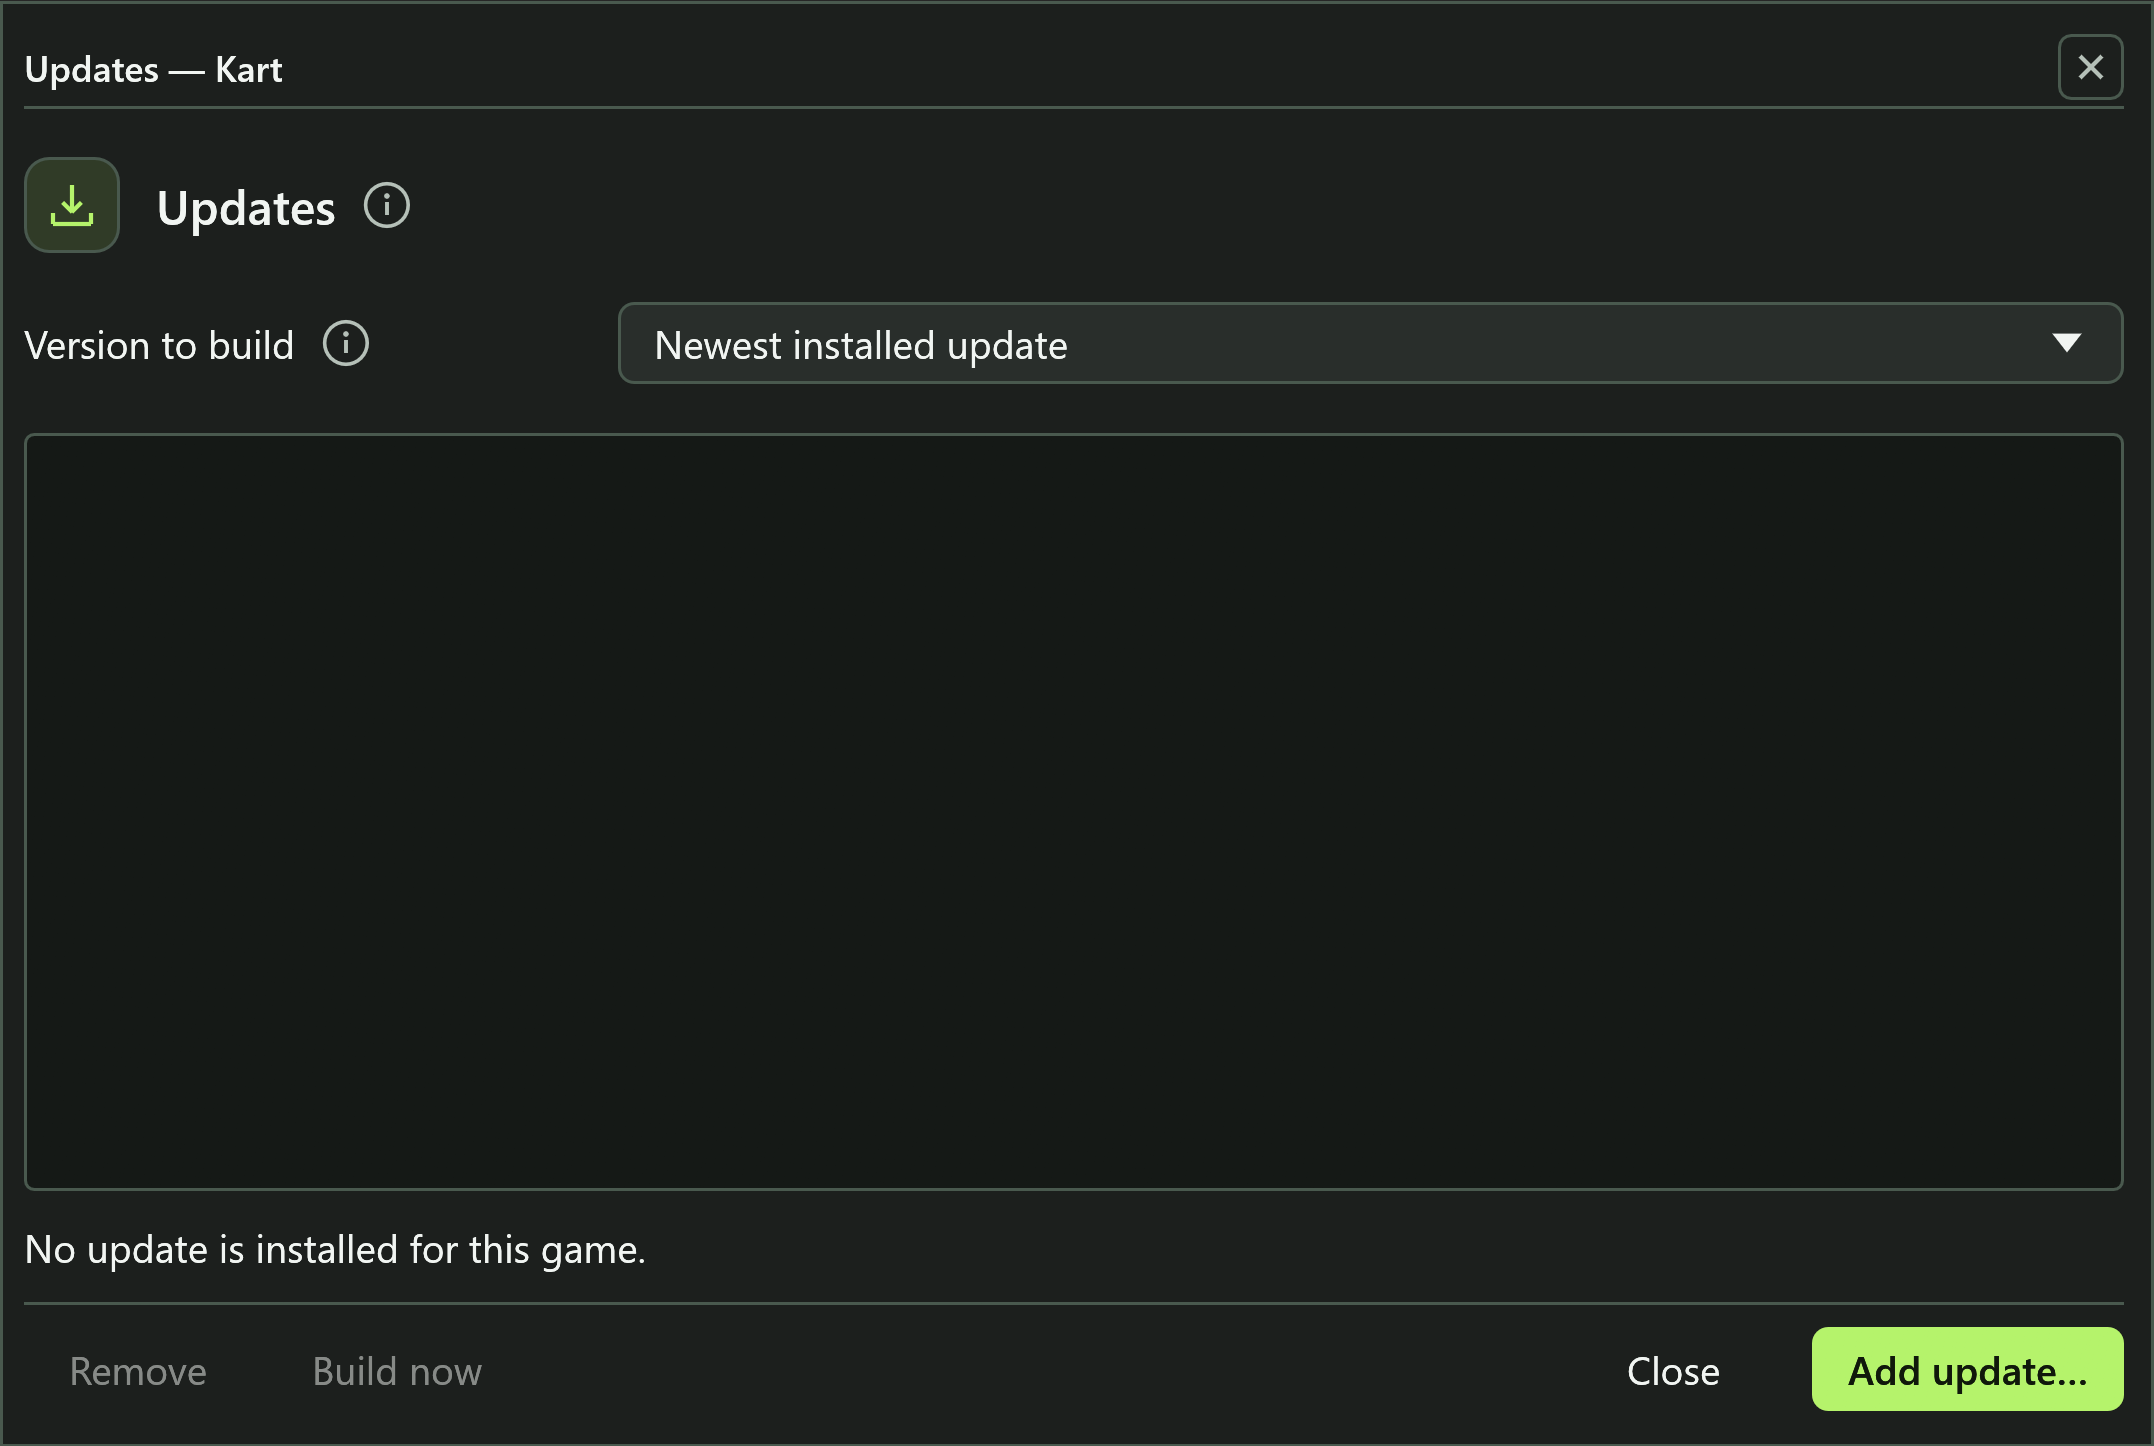 Updates — Kart
Updates
Version to build
Newest installed update
No update is installed for this game.
Remove
Build now
Close
Add update...